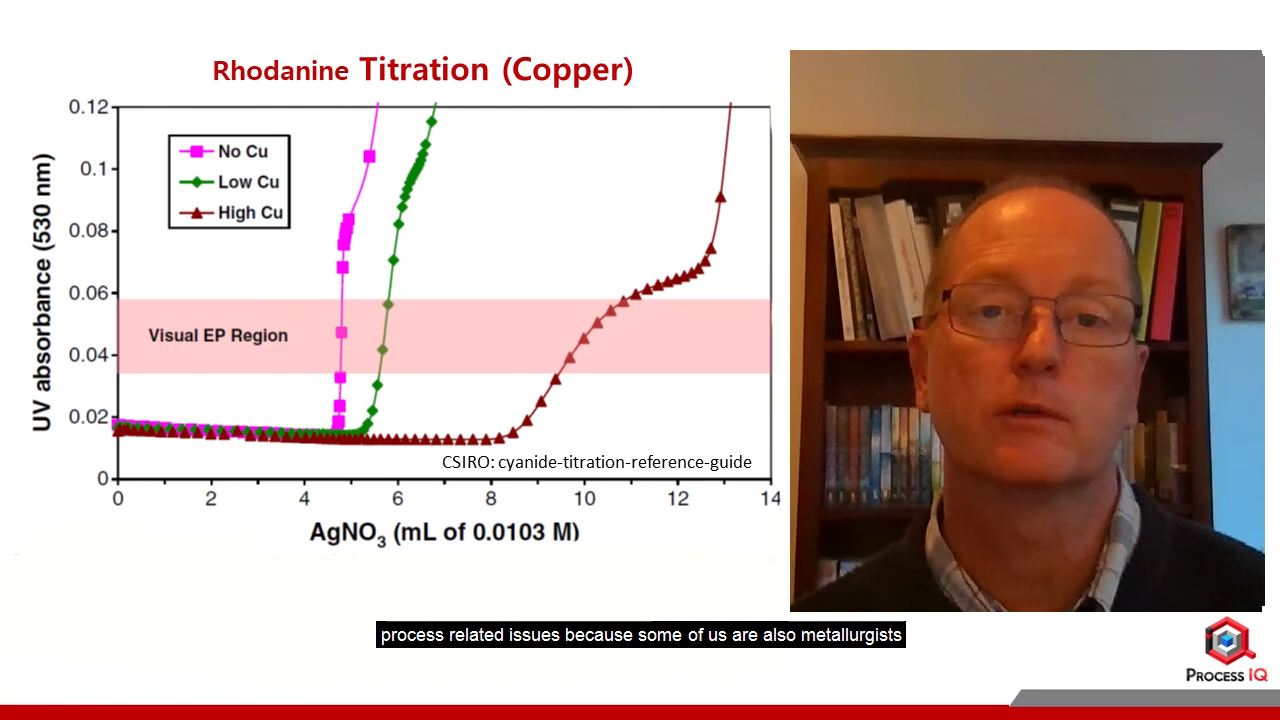 Rhodanine Titration (Copper)
0.12
0.1
0.08
0.06
0.04
0.02
0
UV absorbance (530 nm)
No Cu
Low Cu
High Cu
Visual EP Region
CSIRO: cyanide-titration-reference-guide
0 2 4 6 8 10 12 14
AgNO3 (mL of 0.0103 M)
process related issues because some of us are also metallurgists
PROCESS IQ